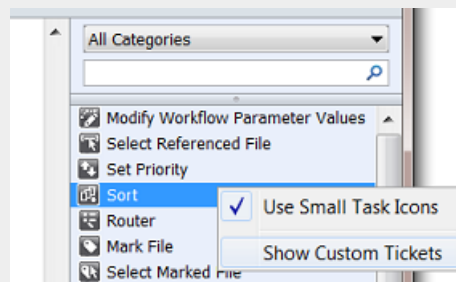 All Categories
Modify Workflow Parameter Values
Select Referenced File
Set Priority
Sort
Use Small Task Icons
Router
Mark File
Show Custom Tickets
Select Marked File